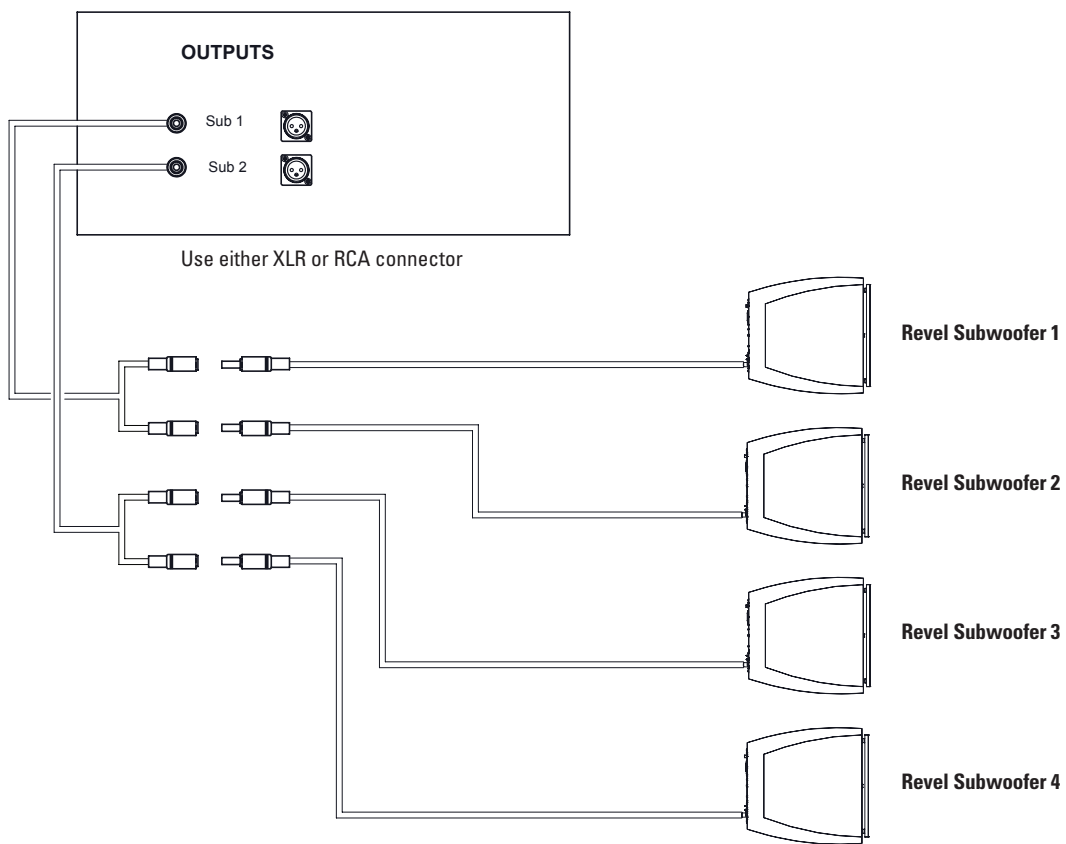 OUTPUTS
Sub 1
Sub 2
Use either XLR or RCA connector
Revel Subwoofer 1
Revel Subwoofer 2
Revel Subwoofer 3
Revel Subwoofer 4